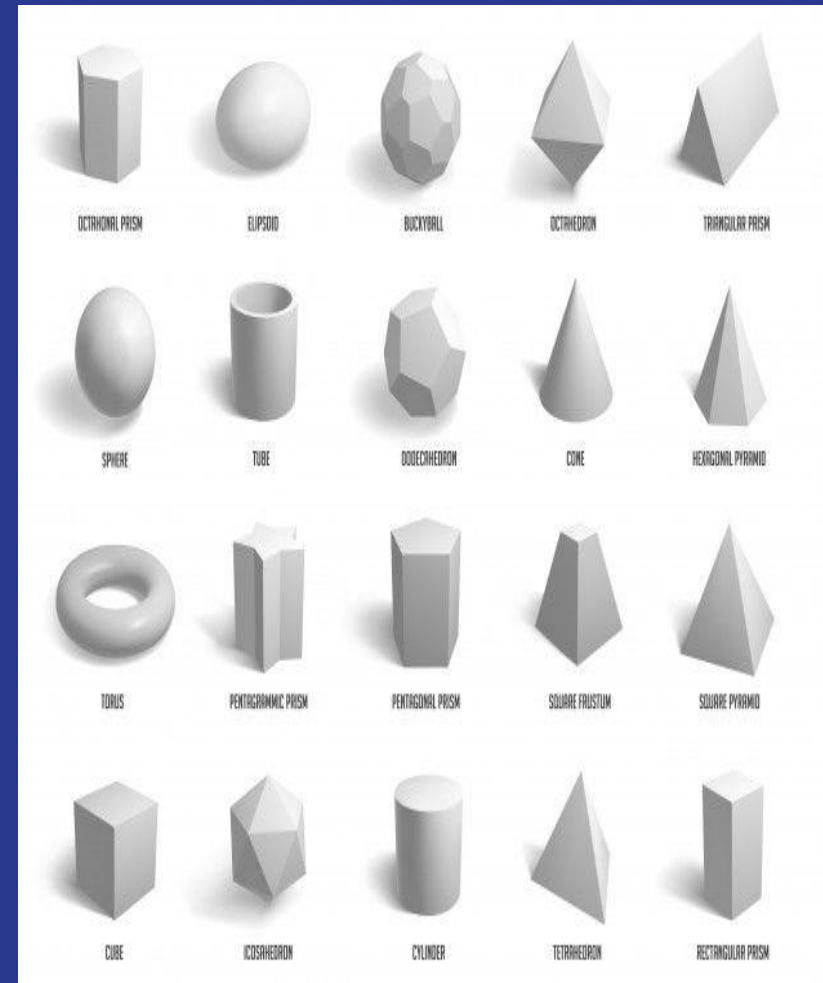 OCTAHONAL PRISM
ELIPSOID
BUCKYBALL
OCTAHEDRON
TRIANGULAR PRISM
SPHERE
TUBE
DODECAHEDRON
CONE
HEXAGONAL PYRAMID
TORUS
PENTAGRAMMIC PRISM
PENTAGONAL PRISM
SQUARE FRUSTUM
SQUARE PYRAMID
CUBE
ICOSAHEDRON
CYLINDER
TETRAHEDRON
RECTANGULAR PRISM